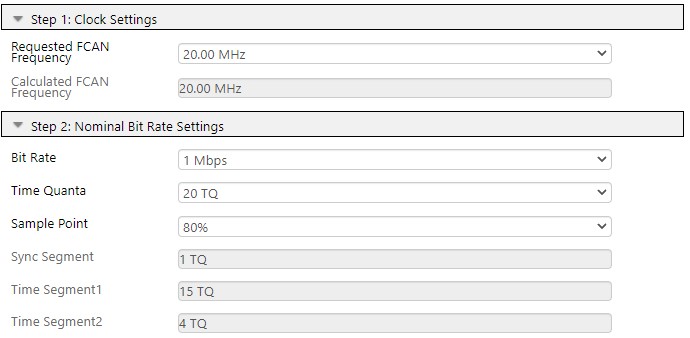 Step 1: Clock Settings
Requested FCAN
Frequency
20.00 MHz
Calculated FCAN
Frequency
20.00 MHz
Step 2: Nominal Bit Rate Settings
Bit Rate
1 Mbps
Time Quanta
20 TQ
Sample Point
80%
Sync Segment
1 TQ
Time Segment1
15 TQ
Time Segment2
4 TQ